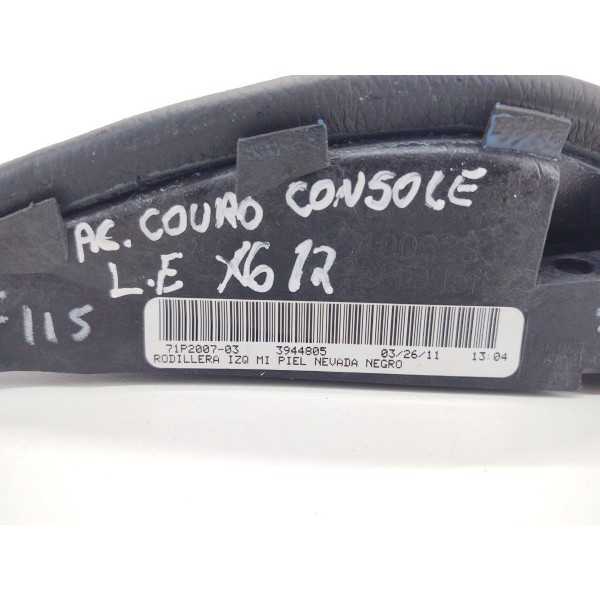 AC. COURO CONSOLE
L.E X6 12
F115
71P2007-03 3944805 03/26/11 13:04
RODILLERA IZQ MI PIEL NEVADA NEGRO